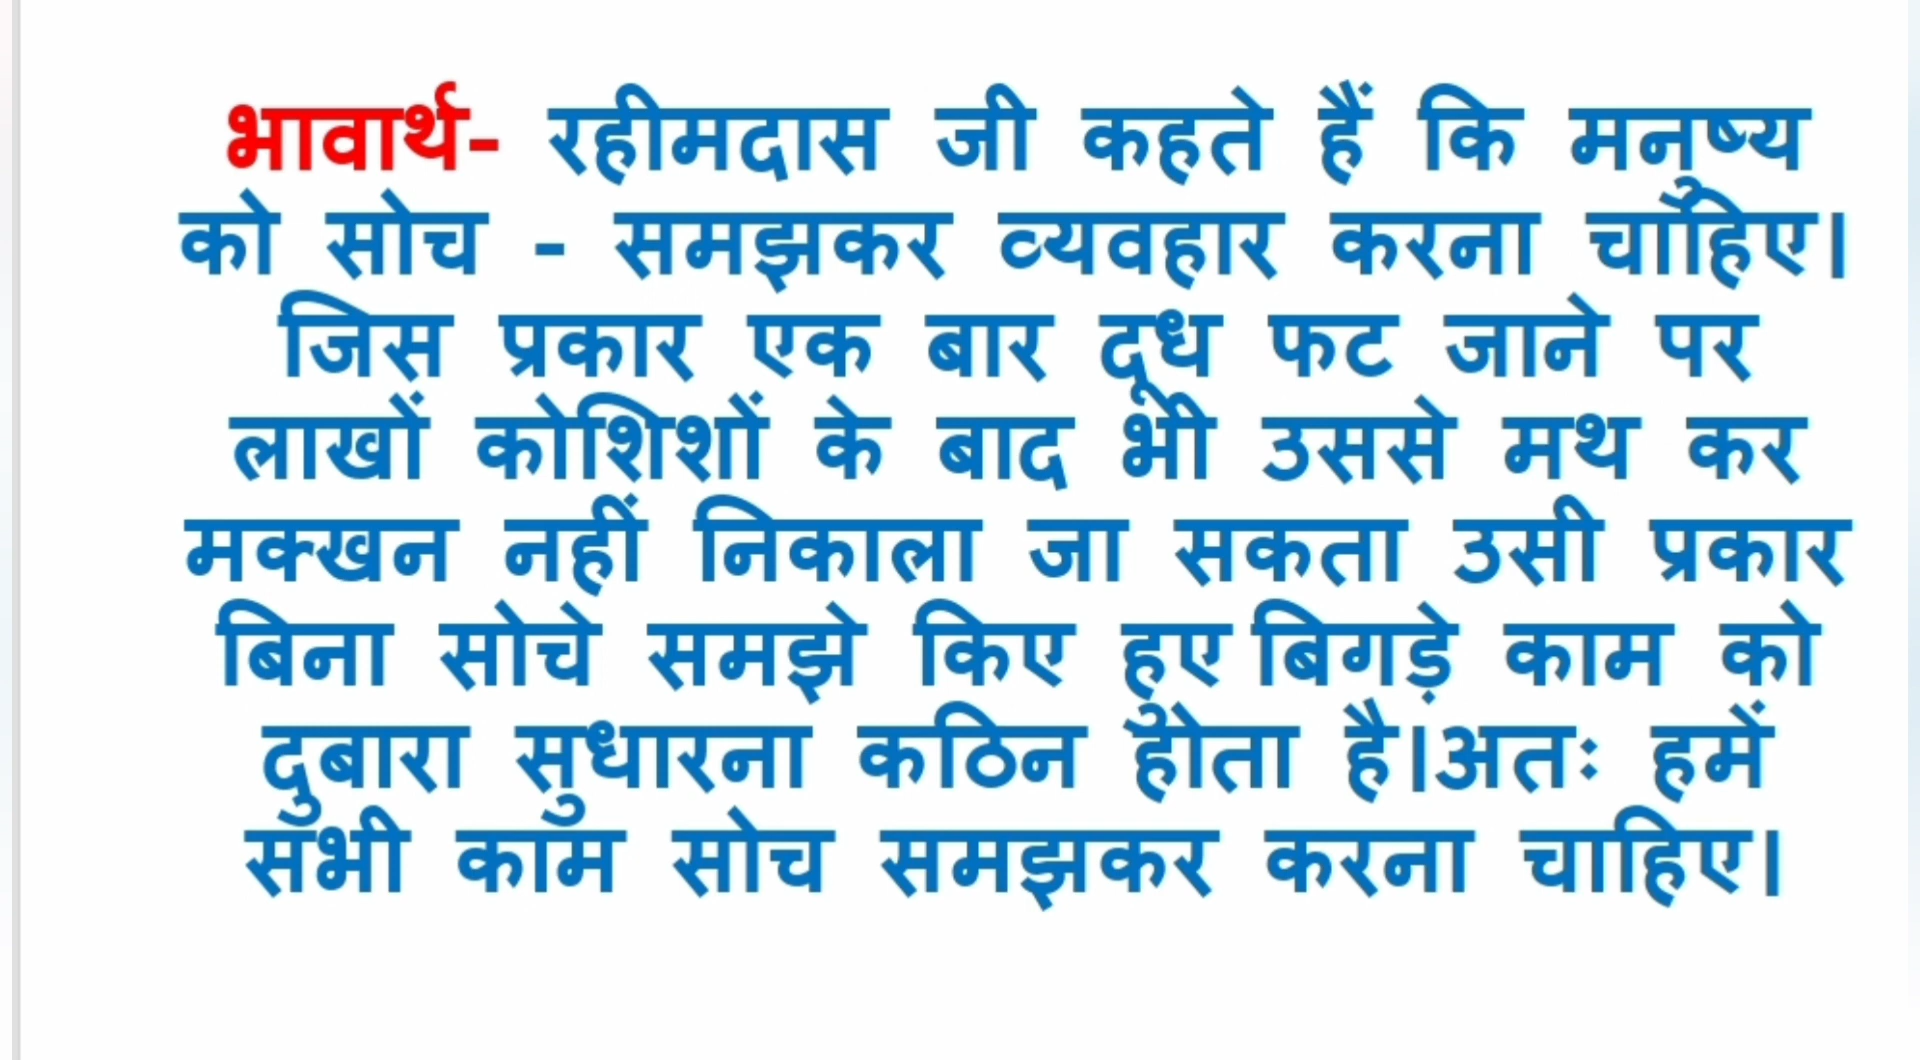 भावार्थ- रहीमदास जी कहते हैं कि मनुष्य
को सोच - समझकर व्यवहार करना चाहिए।
जिस प्रकार एक बार दूध फट जाने पर
लाखों कोशिशों के बाद भी उससे मथ कर
मक्खन नहीं निकाला जा सकता उसी प्रकार
बिना सोचे समझे किए हुए बिगड़े काम को
दुबारा सुधारना कठिन होता है।अतः हमें
सभी काम सोच समझकर करना चाहिए।